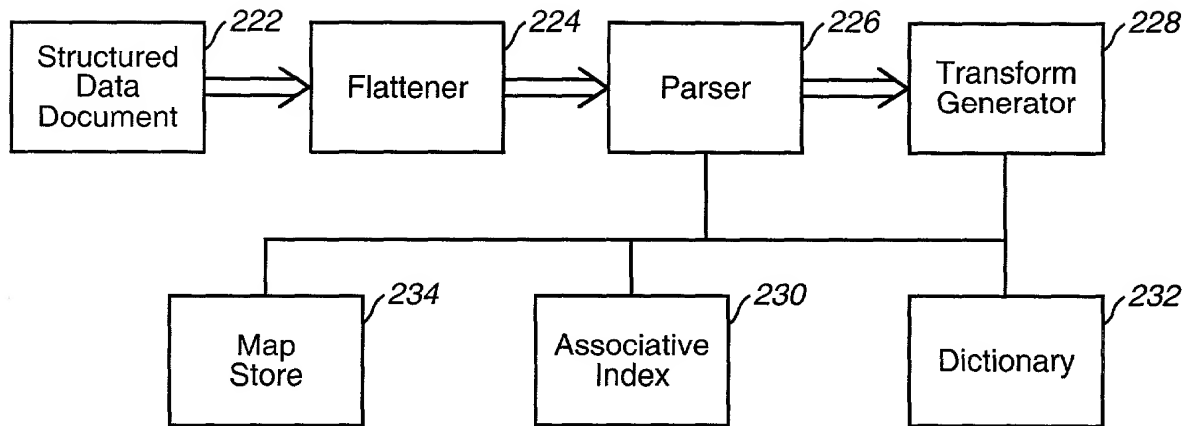 222
Structured
Data
Document
224
Flattener
226
Parser
228
Transform
Generator
234
Map
Store
230
Associative
Index
232
Dictionary